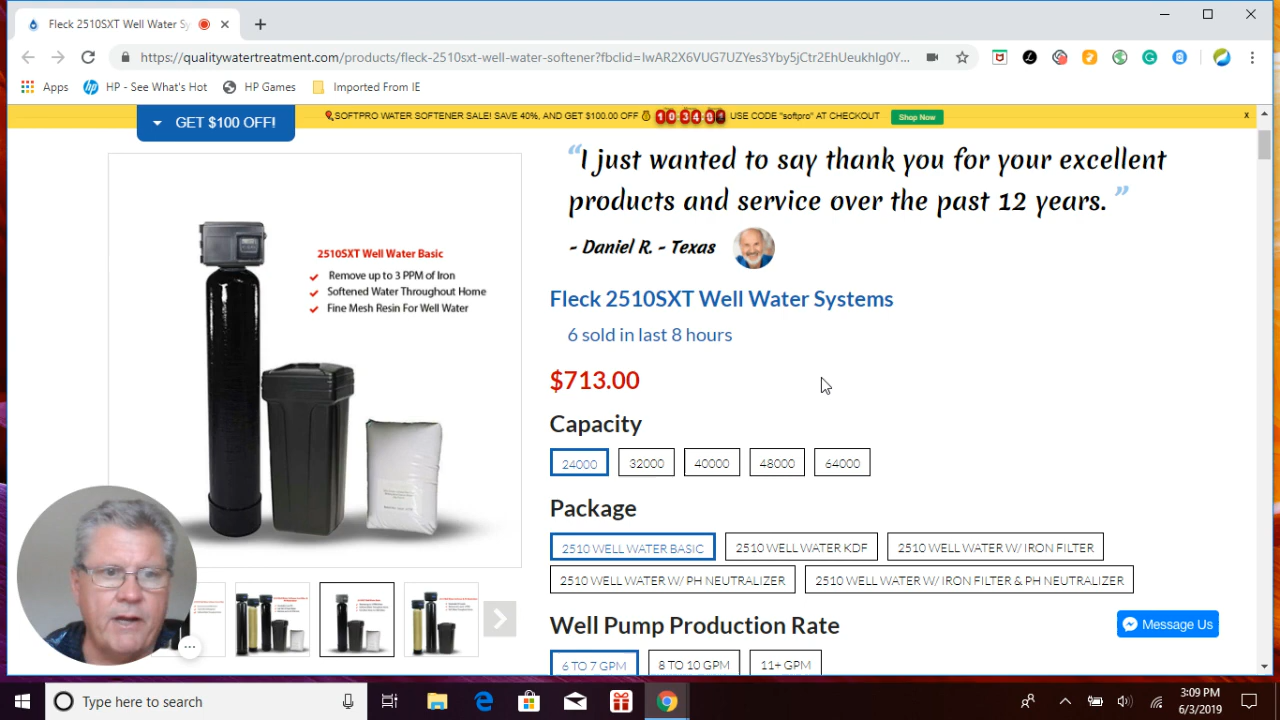 Fleck 2510SXT Well Water Sy
https://qualitywatertreatment.com/products/fleck-2510sxt-well-water-softener?fbclid=IwAR2X6VUG7UZYes3Yby5jCtr2EhUeukhIg0Y...
Apps
HP - See What's Hot
HP Games
Imported From IE
GET $100 OFF!
SOFTPRO WATER SOFTENER SALE! SAVE 40%, AND GET $100.00 OFF
USE CODE "softpro" AT CHECKOUT
Shop Now
x
“I just wanted to say thank you for your excellent
products and service over the past 12 years.”
- Daniel R. - Texas
2510SXT Well Water Basic
Remove up to 3 PPM of Iron
Softened Water Throughout Home
Fine Mesh Resin For Well Water
Fleck 2510SXT Well Water Systems
6 sold in last 8 hours
$713.00
Capacity
24000 32000 40000 48000 64000
Package
2510 WELL WATER BASIC 2510 WELL WATER KDF 2510 WELL WATER W/ IRON FILTER
2510 WELL WATER W/ PH NEUTRALIZER 2510 WELL WATER W/ IRON FILTER & PH NEUTRALIZER
Well Pump Production Rate
6 TO 7 GPM 8 TO 10 GPM 11+ GPM
Message Us
Type here to search
3:09 PM
6/3/2019